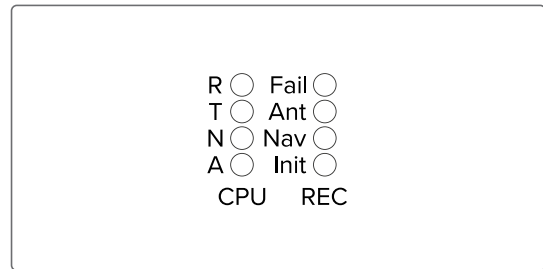 R Fail
T Ant
N Nav
A Init
CPU REC